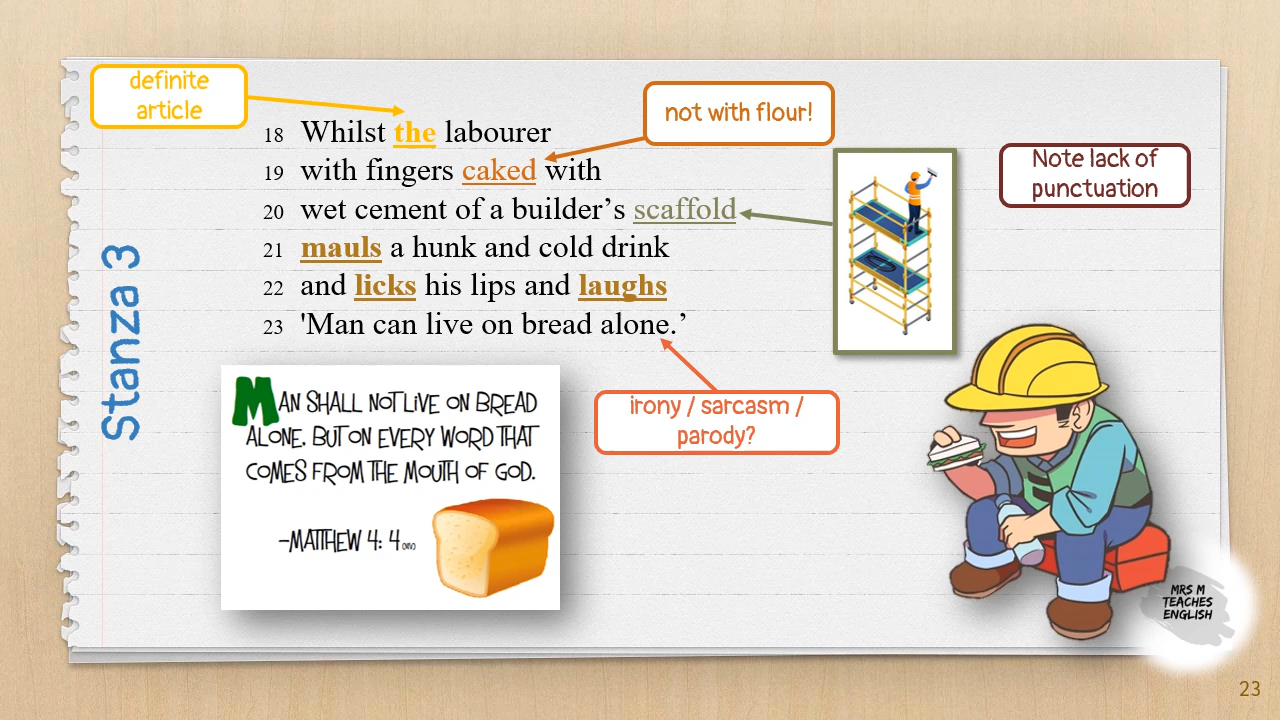 definite
article
not with flour!
Note lack of
punctuation
Stanza 3
18 Whilst the labourer
19 with fingers caked with
20 wet cement of a builder’s scaffold
21 mauls a hunk and cold drink
22 and licks his lips and laughs
23 'Man can live on bread alone.’
irony / sarcasm /
parody?
MAN SHALL NOT LIVE ON BREAD
ALONE. BUT ON EVERY WORD THAT
COMES FROM THE MOUTH OF GOD.
-MATTHEW 4: 4
MRS M
TEACHES
ENGLISH
23